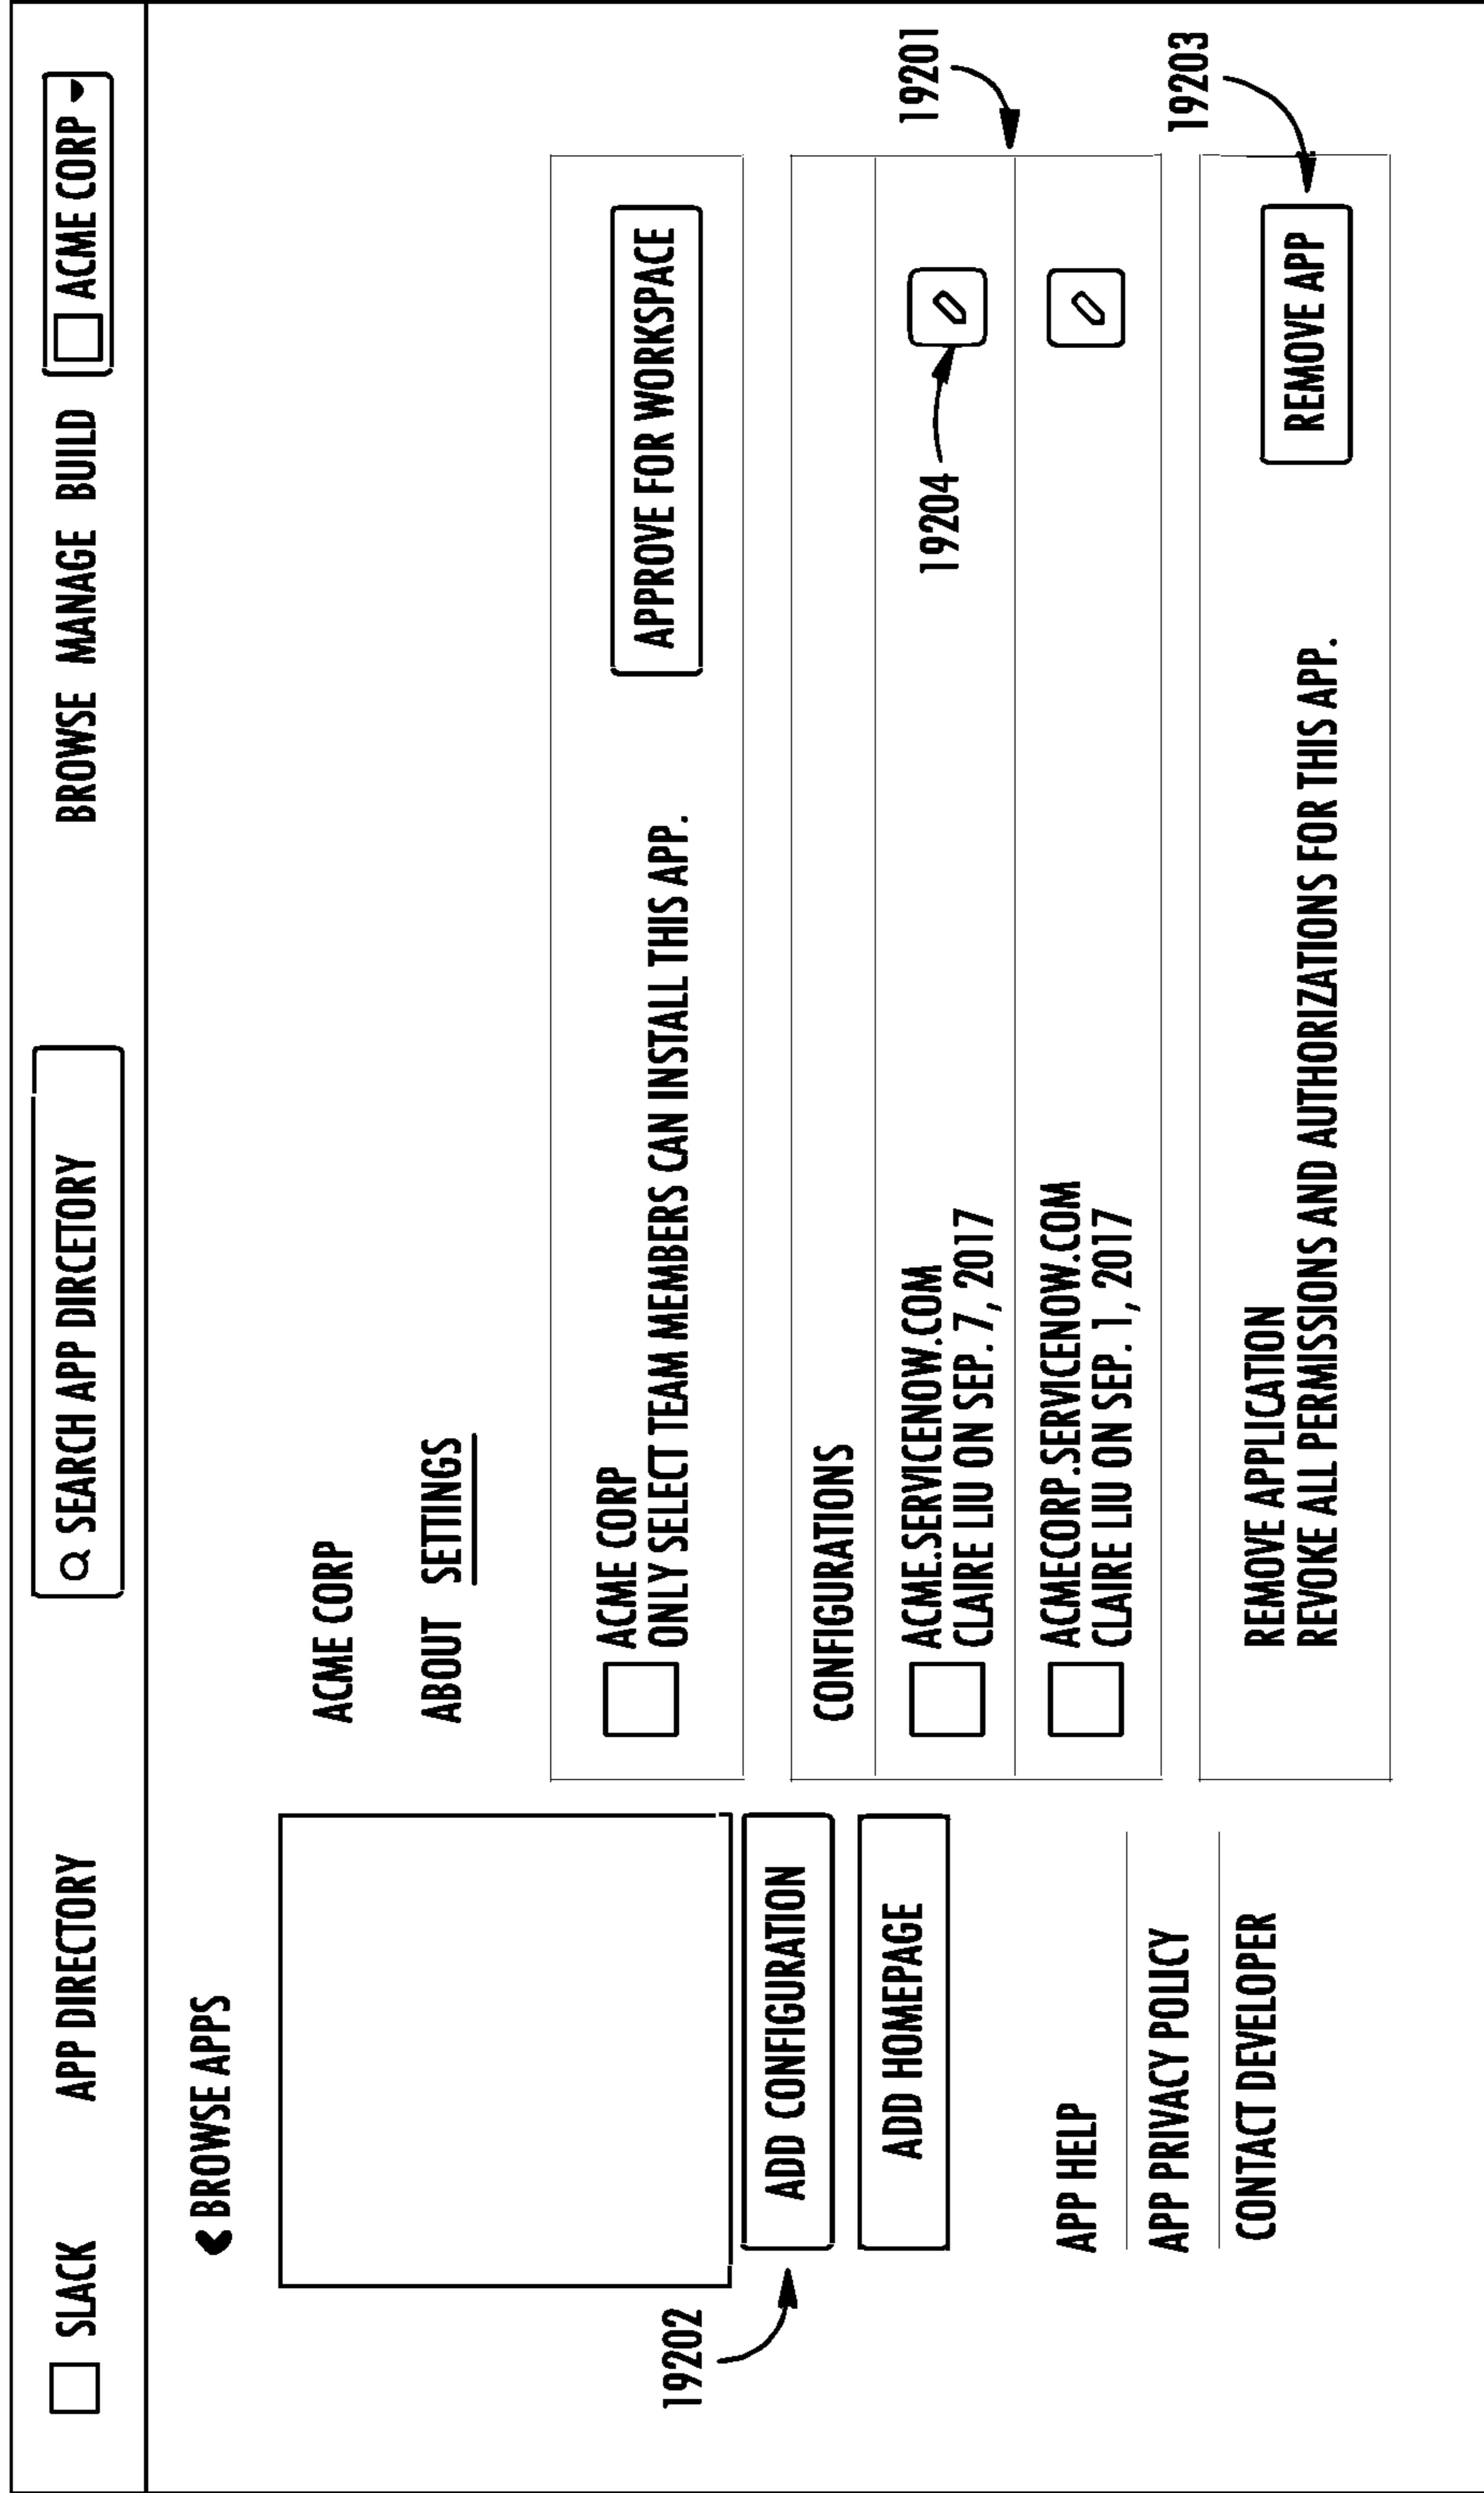 SLACK APP DIRECTORY SEARCH APP DIRCETORY BROWSE MANAGE BUILD ACME CORP
BROWSE APPS
ACME CORP
ABOUT SETTINGS
ACME CORP
ONLY SELECT TEAM MEMBERS CAN INSTALL THIS APP.
APPROVE FOR WORKSPACE
19202
ADD CONFIGURATION
ADD HOMEPAGE
CONFIGURATIONS
19201
ACME.SERVICENOW.COM
CLAIRE LIU ON SEP. 7, 2017
19204
ACMECORP.SERVICENOW.COM
CLAIRE LIU ON SEP. 1, 2017
APP HELP
APP PRIVACY POLICY
CONTACT DEVELOPER
19203
REMOVE APPLICATION
REVOKE ALL PERMISSIONS AND AUTHORIZATIONS FOR THIS APP.
REMOVE APP